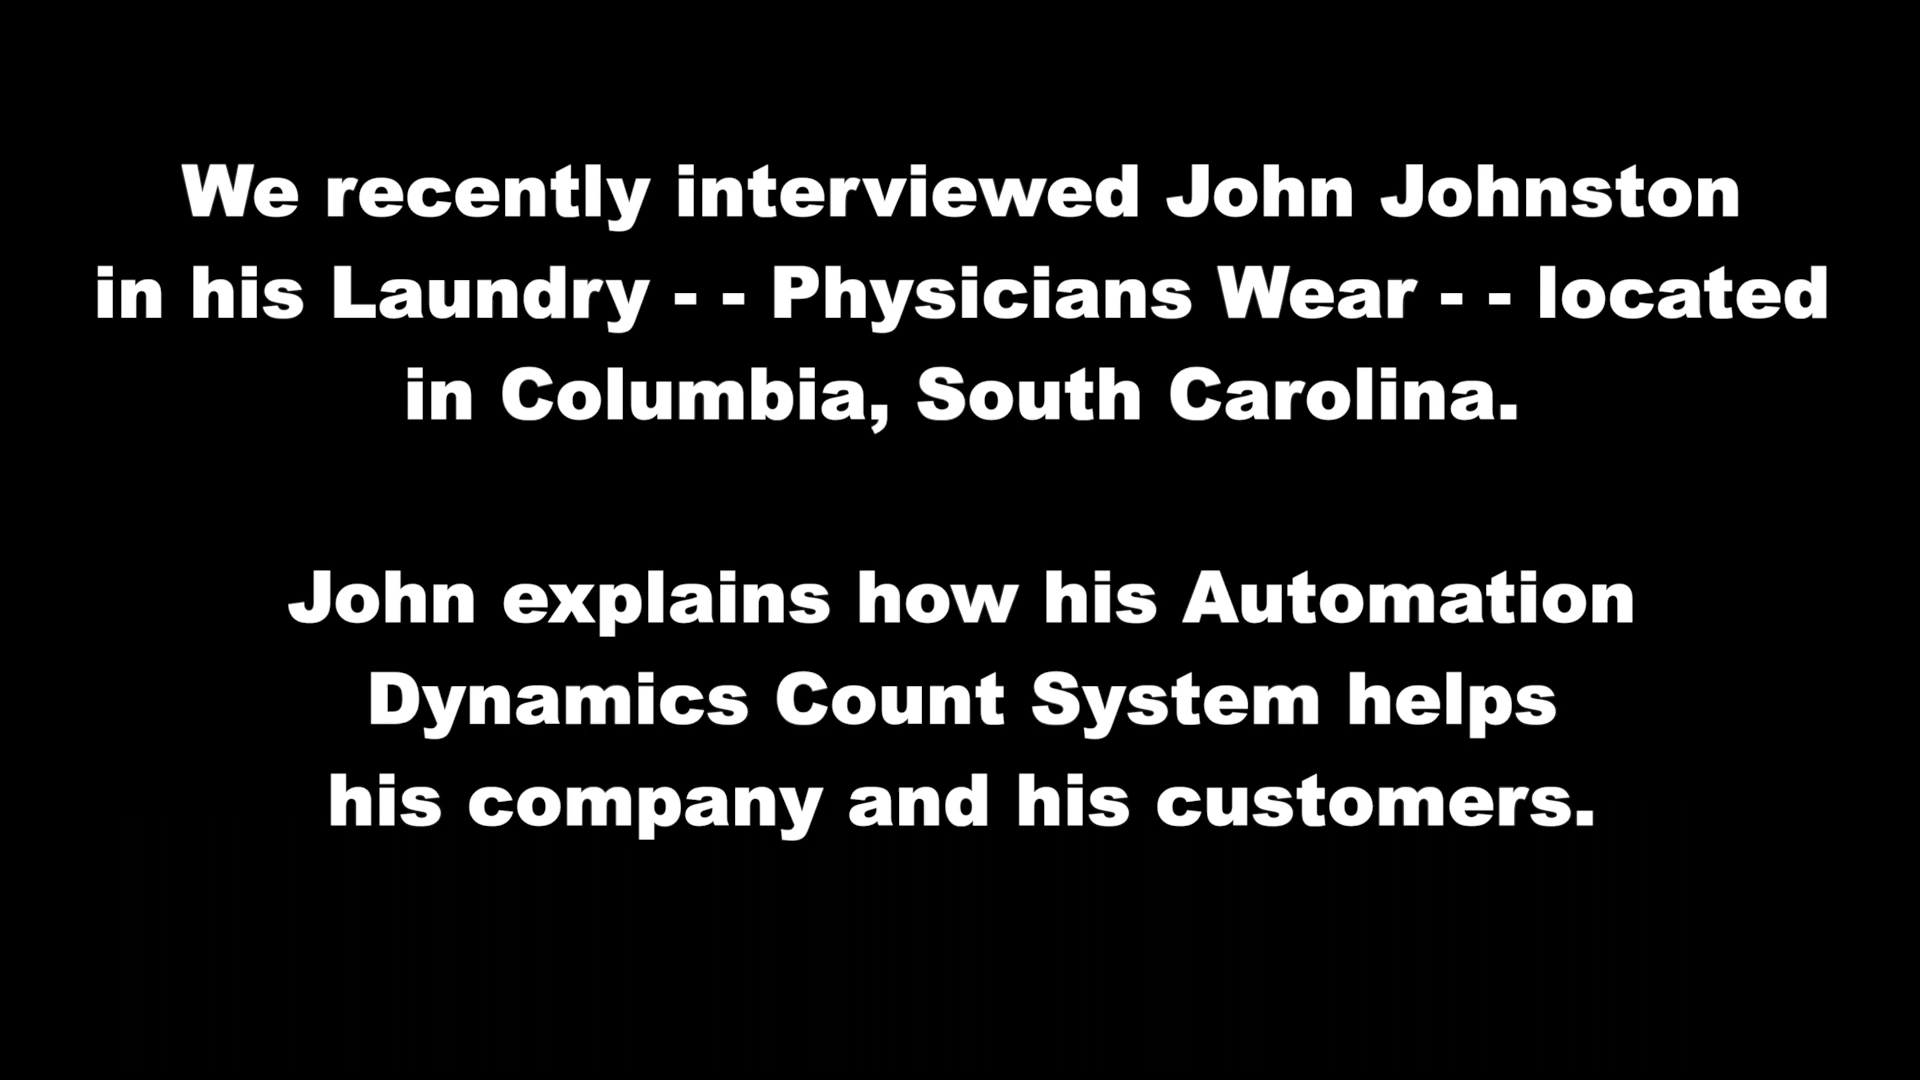 We recently interviewed John Johnston
in his Laundry - - Physicians Wear - - located
in Columbia, South Carolina.
John explains how his Automation
Dynamics Count System helps
his company and his customers.